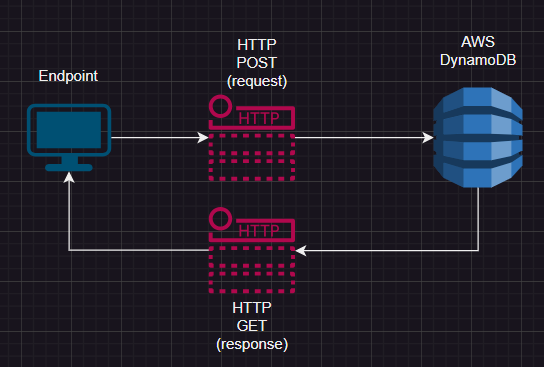 Endpoint
HTTP
POST
(request)
AWS
DynamoDB
HTTP
HTTP
HTTP
GET
(response)